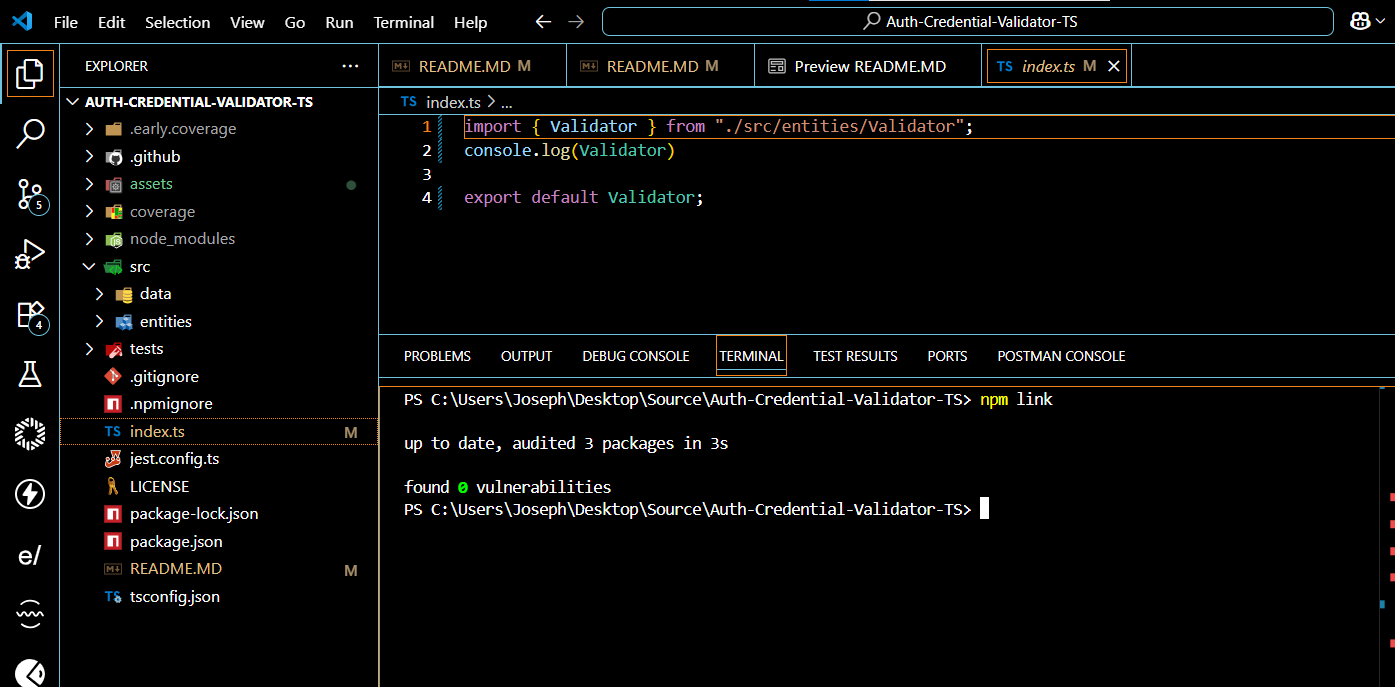 File Edit Selection View Go Run Terminal Help
Auth-Credential-Validator-TS
EXPLORER
README.MD M
README.MD M
Preview README.MD
TS index.ts M
AUTH-CREDENTIAL-VALIDATOR-TS
.early.coverage
.github
assets
coverage
node_modules
src
data
entities
tests
.gitignore
.npmignore
TS index.ts M
jest.config.ts
LICENSE
package-lock.json
package.json
README.MD M
TS tsconfig.json
5
4
e/
TS index.ts > ...
1 import { Validator } from "./src/entities/Validator";
2 console.log(Validator)
3
4 export default Validator;
PROBLEMS OUTPUT DEBUG CONSOLE TERMINAL TEST RESULTS PORTS POSTMAN CONSOLE
PS C:\Users\Joseph\Desktop\Source\Auth-Credential-Validator-TS> npm link
up to date, audited 3 packages in 3s
found 0 vulnerabilities
PS C:\Users\Joseph\Desktop\Source\Auth-Credential-Validator-TS>